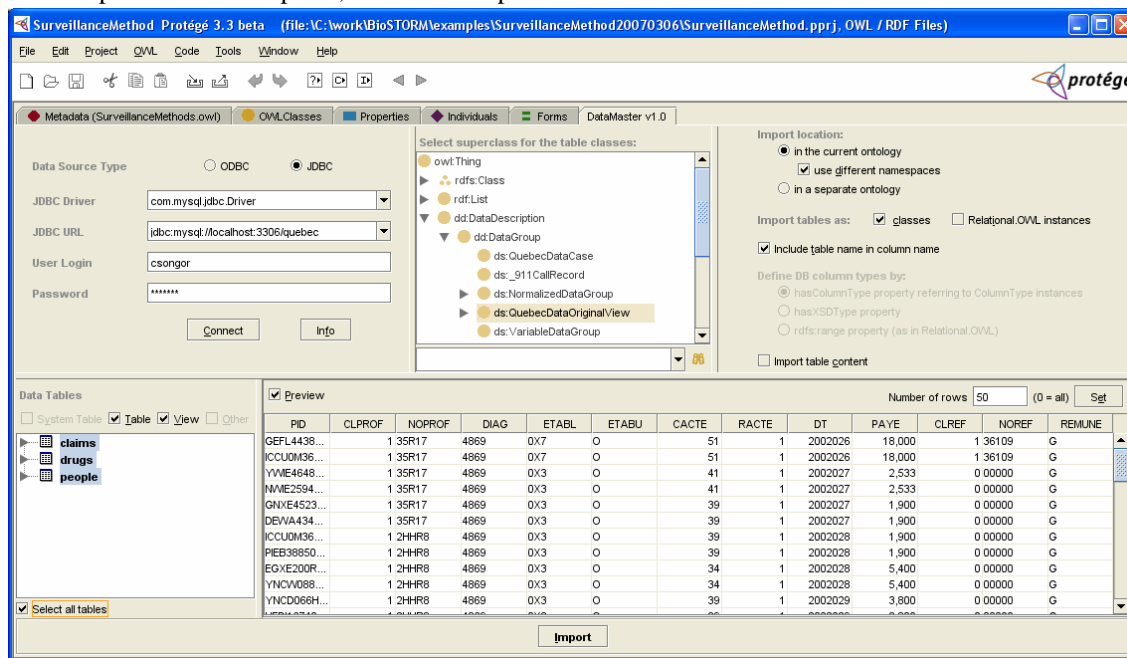 SurveillanceMethod Protégé 3.3 beta (file:\C:\work\BioSTORM\examples\SurveillanceMethod20070306\SurveillanceMethod.pprj, OWL / RDF Files)
File Edit Project OWL Code Tools Window Help
protégé
Metadata (SurveillanceMethods.owl) OWLClasses Properties Individuals Forms DataMaster v1.0
Data Source Type ODBC JDBC
JDBC Driver com.mysql.jdbc.Driver
JDBC URL jdbc:mysql://localhost:3306/quebec
User Login csongor
Password *******
Connect Info
Select superclass for the table classes:
owl:Thing
rdfs:Class
rdf:List
dd:DataDescription
dd:DataGroup
ds:QuebecDataCase
ds:_911CallRecord
ds:NormalizedDataGroup
ds:QuebecDataOriginalView
ds:VariableDataGroup
Import location:
in the current ontology
use different namespaces
in a separate ontology
Import tables as: classes Relational.OWL instances
Include table name in column name
Define DB column types by:
hasColumnType property referring to ColumnType instances
hasXSDType property
rdfs:range property (as in Relational.OWL)
Import table content
Data Tables
System Table Table View Other
claims
drugs
people
Select all tables
Preview Number of rows 50 (0 = all) Set
PID CLPROF NOPROF DIAG ETABL ETABU CACTE RACTE DT PAYE CLREF NOREF REMUNE
GEFL4438... 1 35R17 4869 0X7 O 51 1 2002026 18,000 1 36109 G
ICCU0M36... 1 35R17 4869 0X7 O 51 1 2002026 18,000 1 36109 G
YWIE4648... 1 35R17 4869 0X3 O 41 1 2002027 2,533 0 00000 G
NWIE2594... 1 35R17 4869 0X3 O 41 1 2002027 2,533 0 00000 G
GNXE4523... 1 35R17 4869 0X3 O 39 1 2002027 1,900 0 00000 G
DEWA434... 1 35R17 4869 0X3 O 39 1 2002027 1,900 0 00000 G
ICCU0M36... 1 2HHR8 4869 0X3 O 39 1 2002028 1,900 0 00000 G
PIEB38850... 1 2HHR8 4869 0X3 O 39 1 2002028 1,900 0 00000 G
EGXE200R... 1 2HHR8 4869 0X3 O 34 1 2002028 5,400 0 00000 G
YNCW088... 1 2HHR8 4869 0X3 O 34 1 2002028 5,400 0 00000 G
YNCD066H... 1 2HHR8 4869 0X3 O 39 1 2002029 3,800 0 00000 G
Import